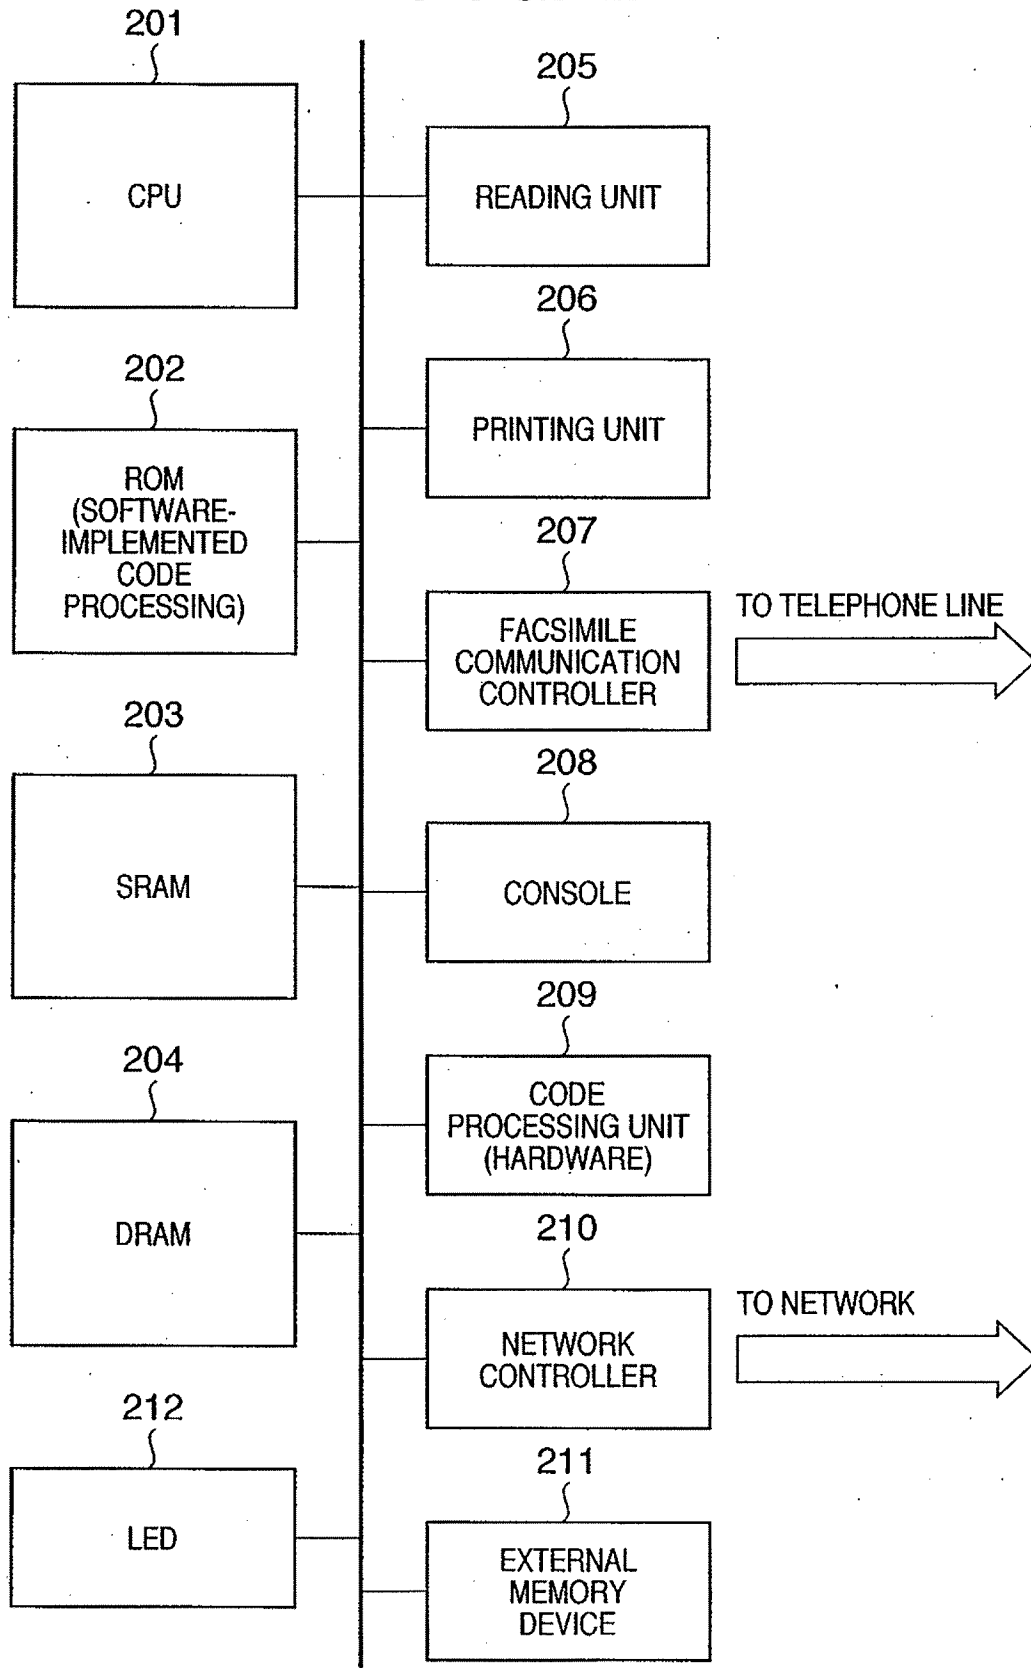 201
CPU
202
ROM
(SOFTWARE-
IMPLEMENTED
CODE
PROCESSING)
203
SRAM
204
DRAM
212
LED
205
READING UNIT
206
PRINTING UNIT
207
FACSIMILE
COMMUNICATION
CONTROLLER
TO TELEPHONE LINE
208
CONSOLE
209
CODE
PROCESSING UNIT
(HARDWARE)
210
NETWORK
CONTROLLER
TO NETWORK
211
EXTERNAL
MEMORY
DEVICE